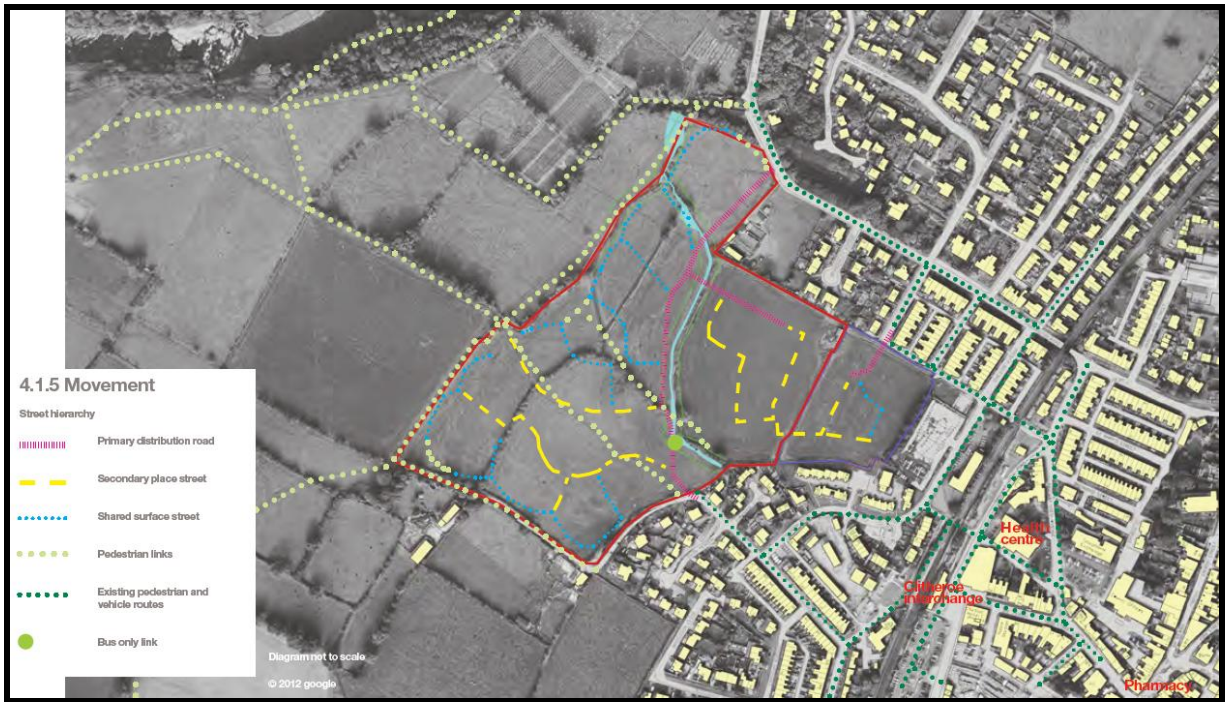 4.1.5 Movement
Street hierarchy
Primary distribution road
Secondary place street
Shared surface street
Pedestrian links
Existing pedestrian and
vehicle routes
Bus only link
Diagram not to scale
© 2012 google
Health
centre
Clitheroe
interchange
Pharmacy